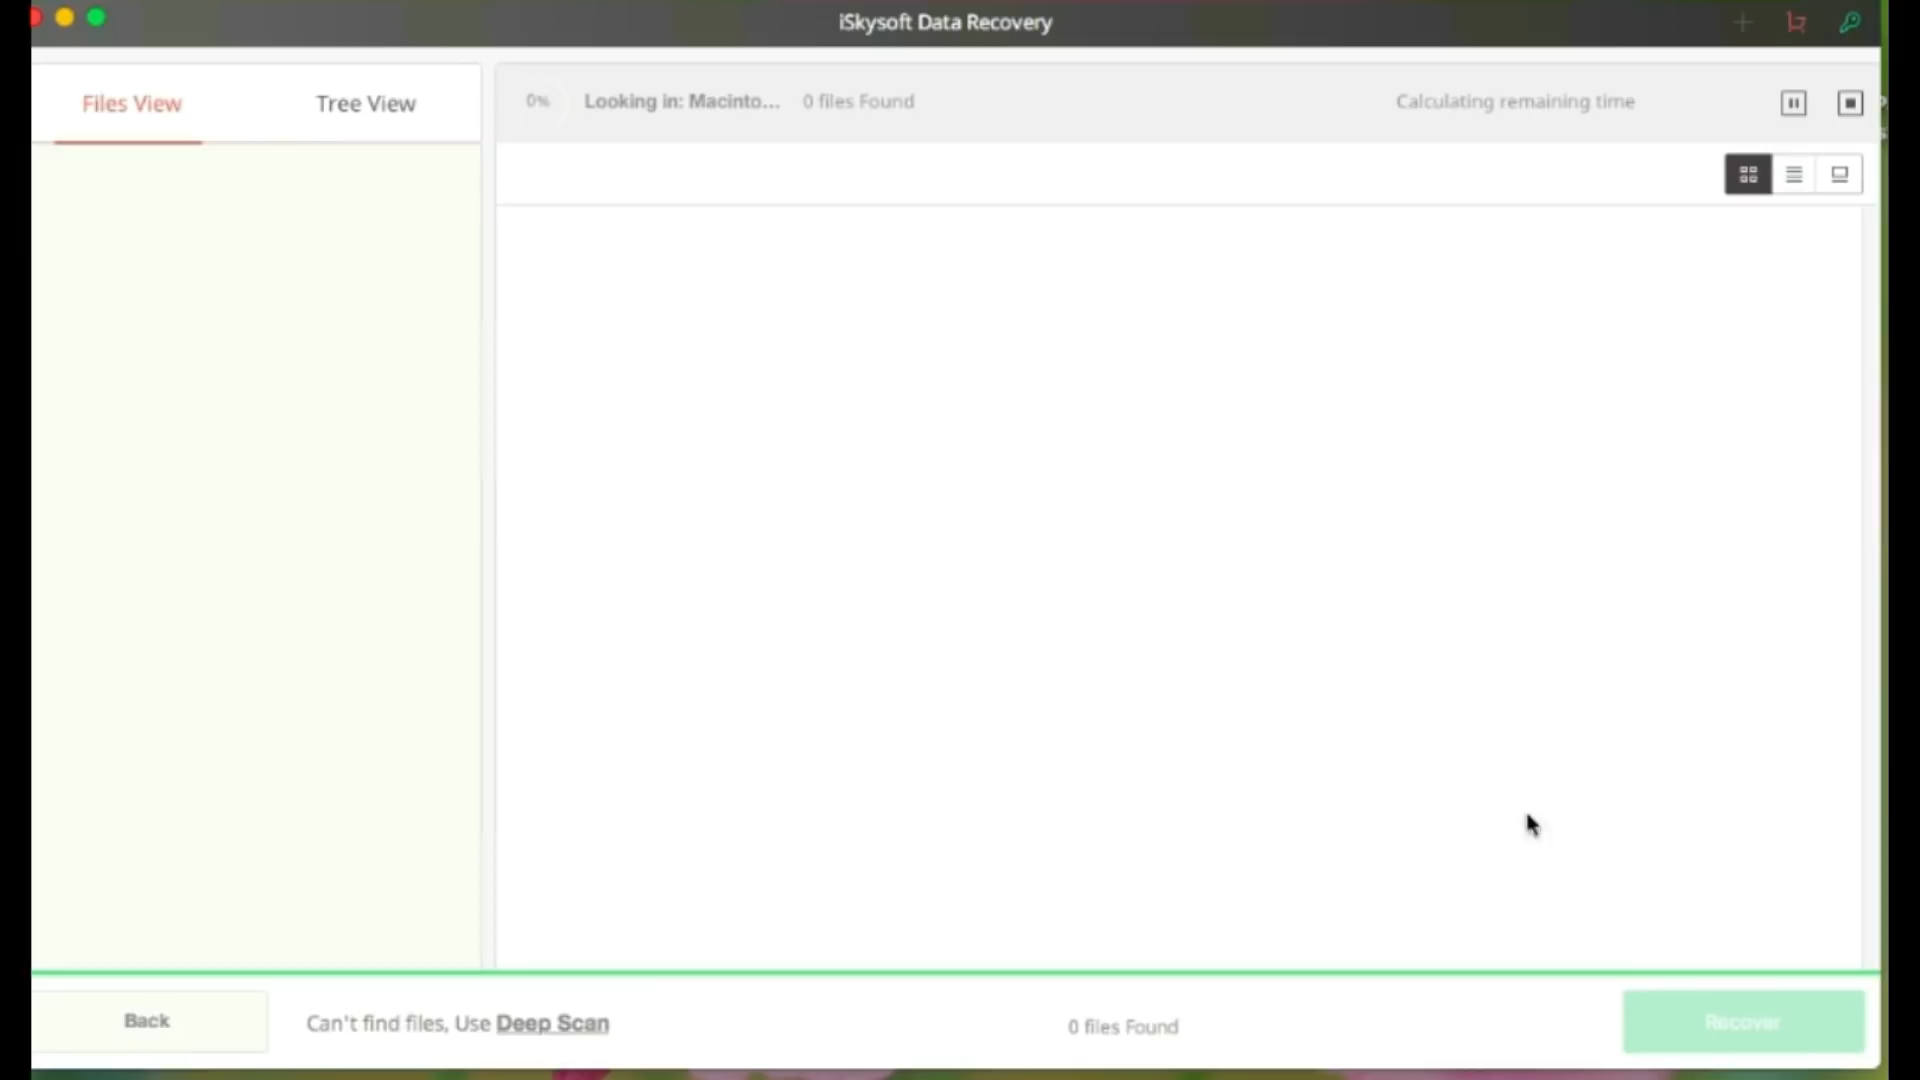 iSkysoft Data Recovery
Files View
Tree View
0%
Looking in: Macinto...
0 files Found
Calculating remaining time
Back
Can't find files, Use Deep Scan
0 files Found
Recover